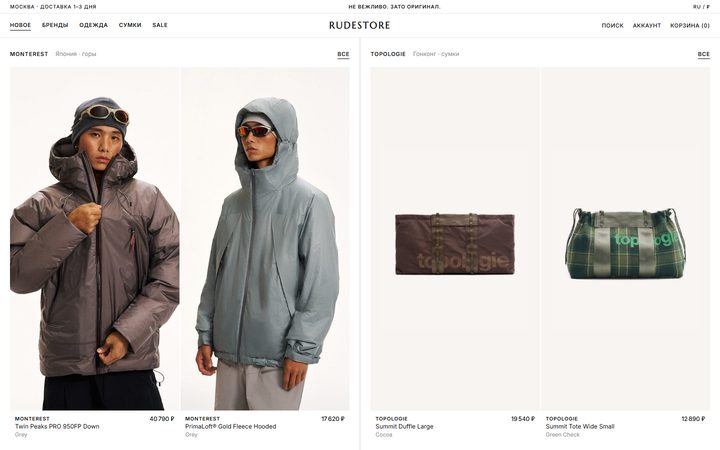 МОСКВА · ДОСТАВКА 1–3 ДНЯ
НЕ ВЕЖЛИВО. ЗАТО ОРИГИНАЛ.
RU / ₽
НОВОЕ БРЕНДЫ ОДЕЖДА СУМКИ SALE
RUDESTORE
ПОИСК АККАУНТ КОРЗИНА (0)
MONTEREST Япония · горы
ВСЕ
TOPOLOGIE Гонконг · сумки
ВСЕ
topologie
topologie
MONTEREST 40 790 ₽
Twin Peaks PRO 950FP Down
Grey
MONTEREST 17 620 ₽
PrimaLoft® Gold Fleece Hooded
Grey
TOPOLOGIE 19 540 ₽
Summit Duffle Large
Cocoa
TOPOLOGIE 12 890 ₽
Summit Tote Wide Small
Green Check